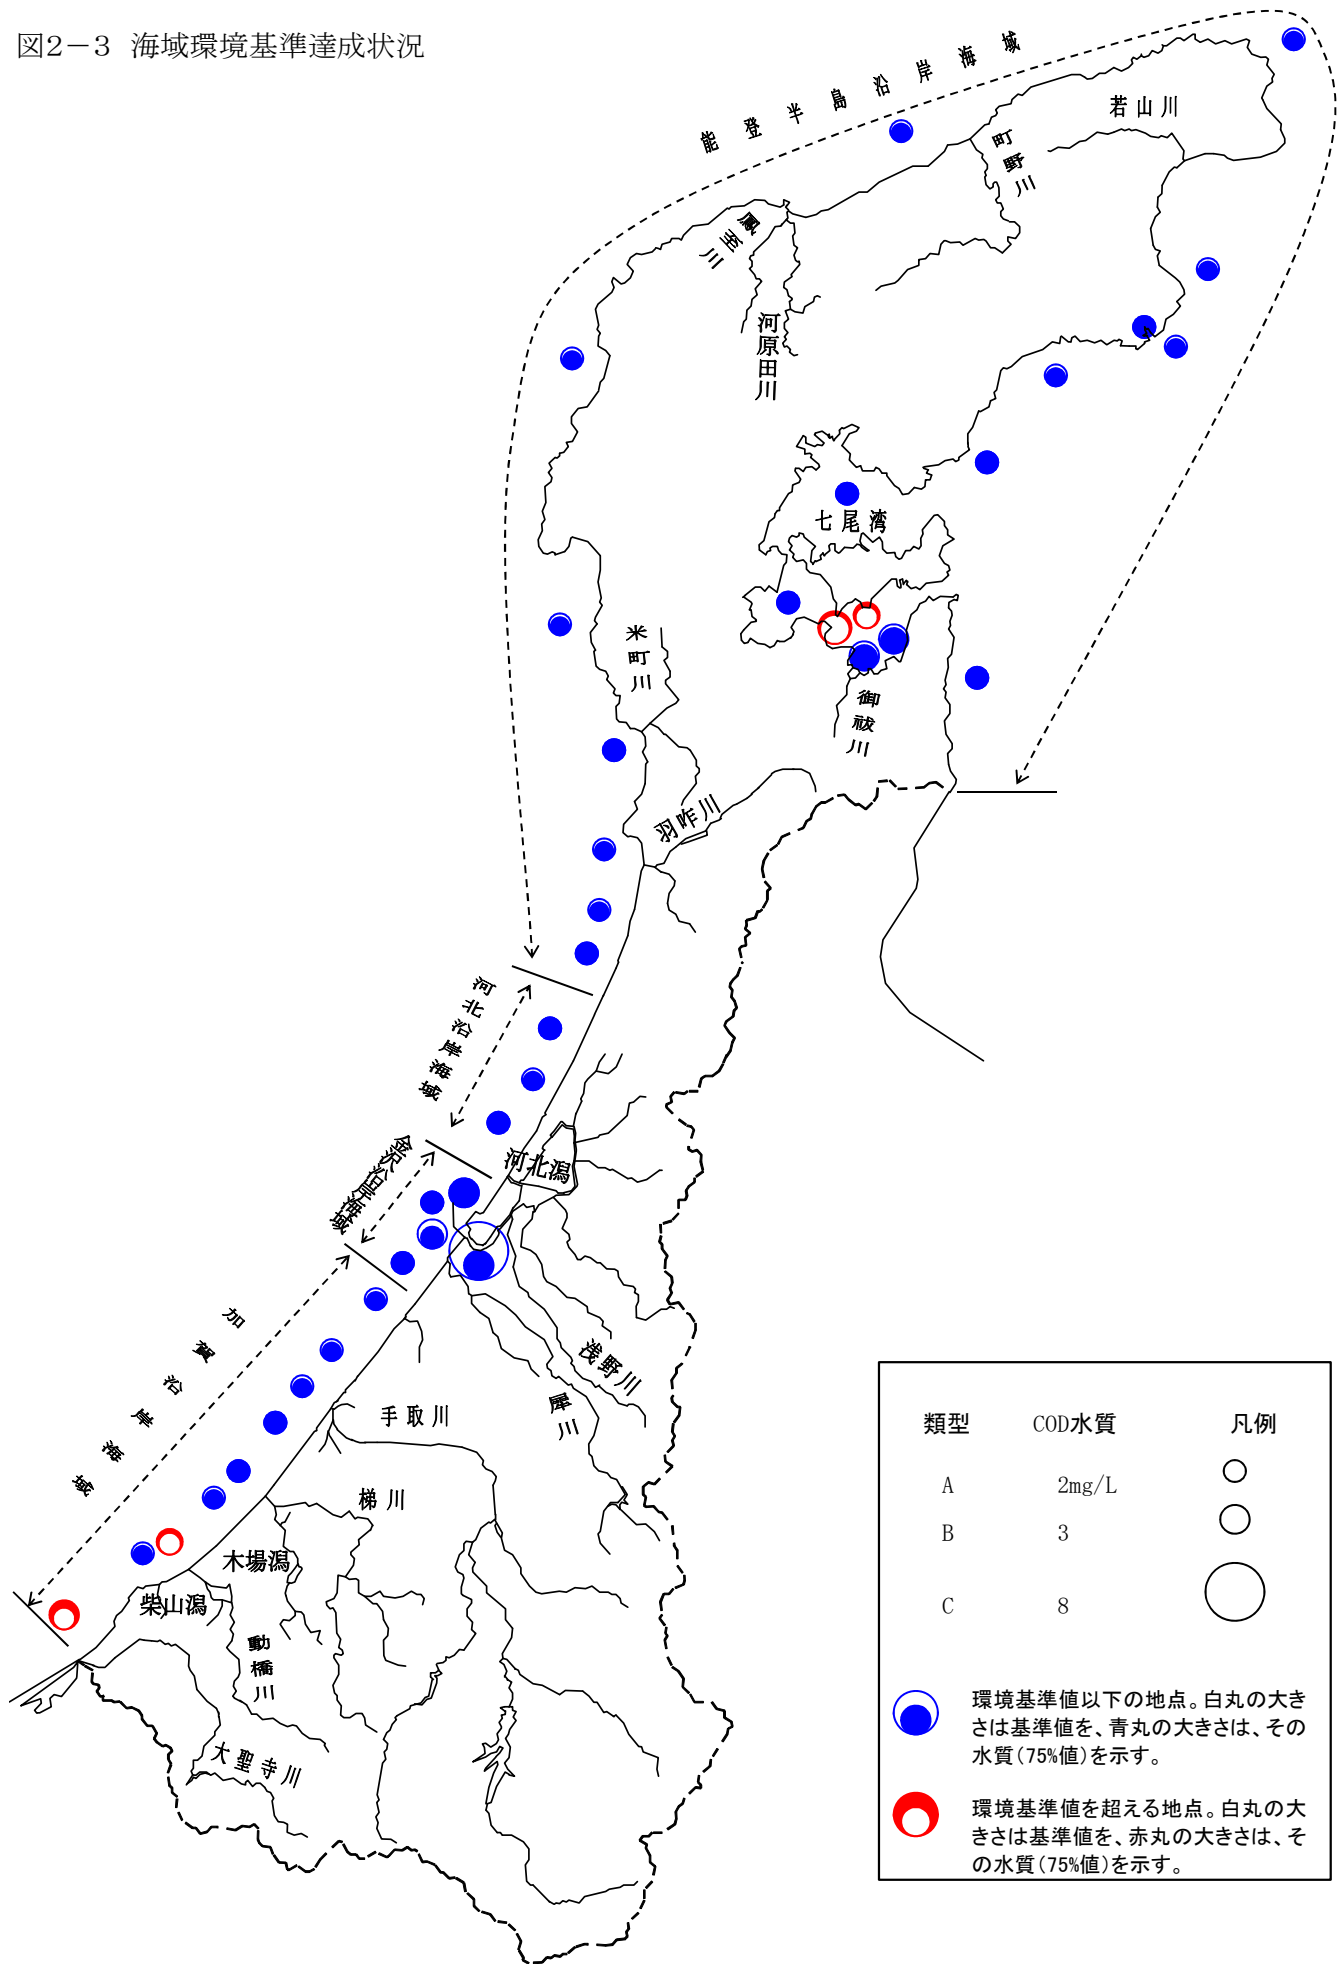 図2－3 海域環境基準達成状況
能登半島沿岸海域
若山川
町野川
鳳至川
河原田川
七尾湾
米町川
御祓川
羽咋川
河北沿岸海域
金沢沿岸海域
河北潟
加賀沿岸海域
浅野川
犀川
手取川
梯川
木場潟
柴山潟
動橋川
大聖寺川
類型 COD水質 凡例
A 2mg/L
B 3
C 8
環境基準値以下の地点。白丸の大き
さは基準値を、青丸の大きさは、その
水質（75%値）を示す。
環境基準値を超える地点。白丸の大
きさは基準値を、赤丸の大きさは、そ
の水質（75%値）を示す。